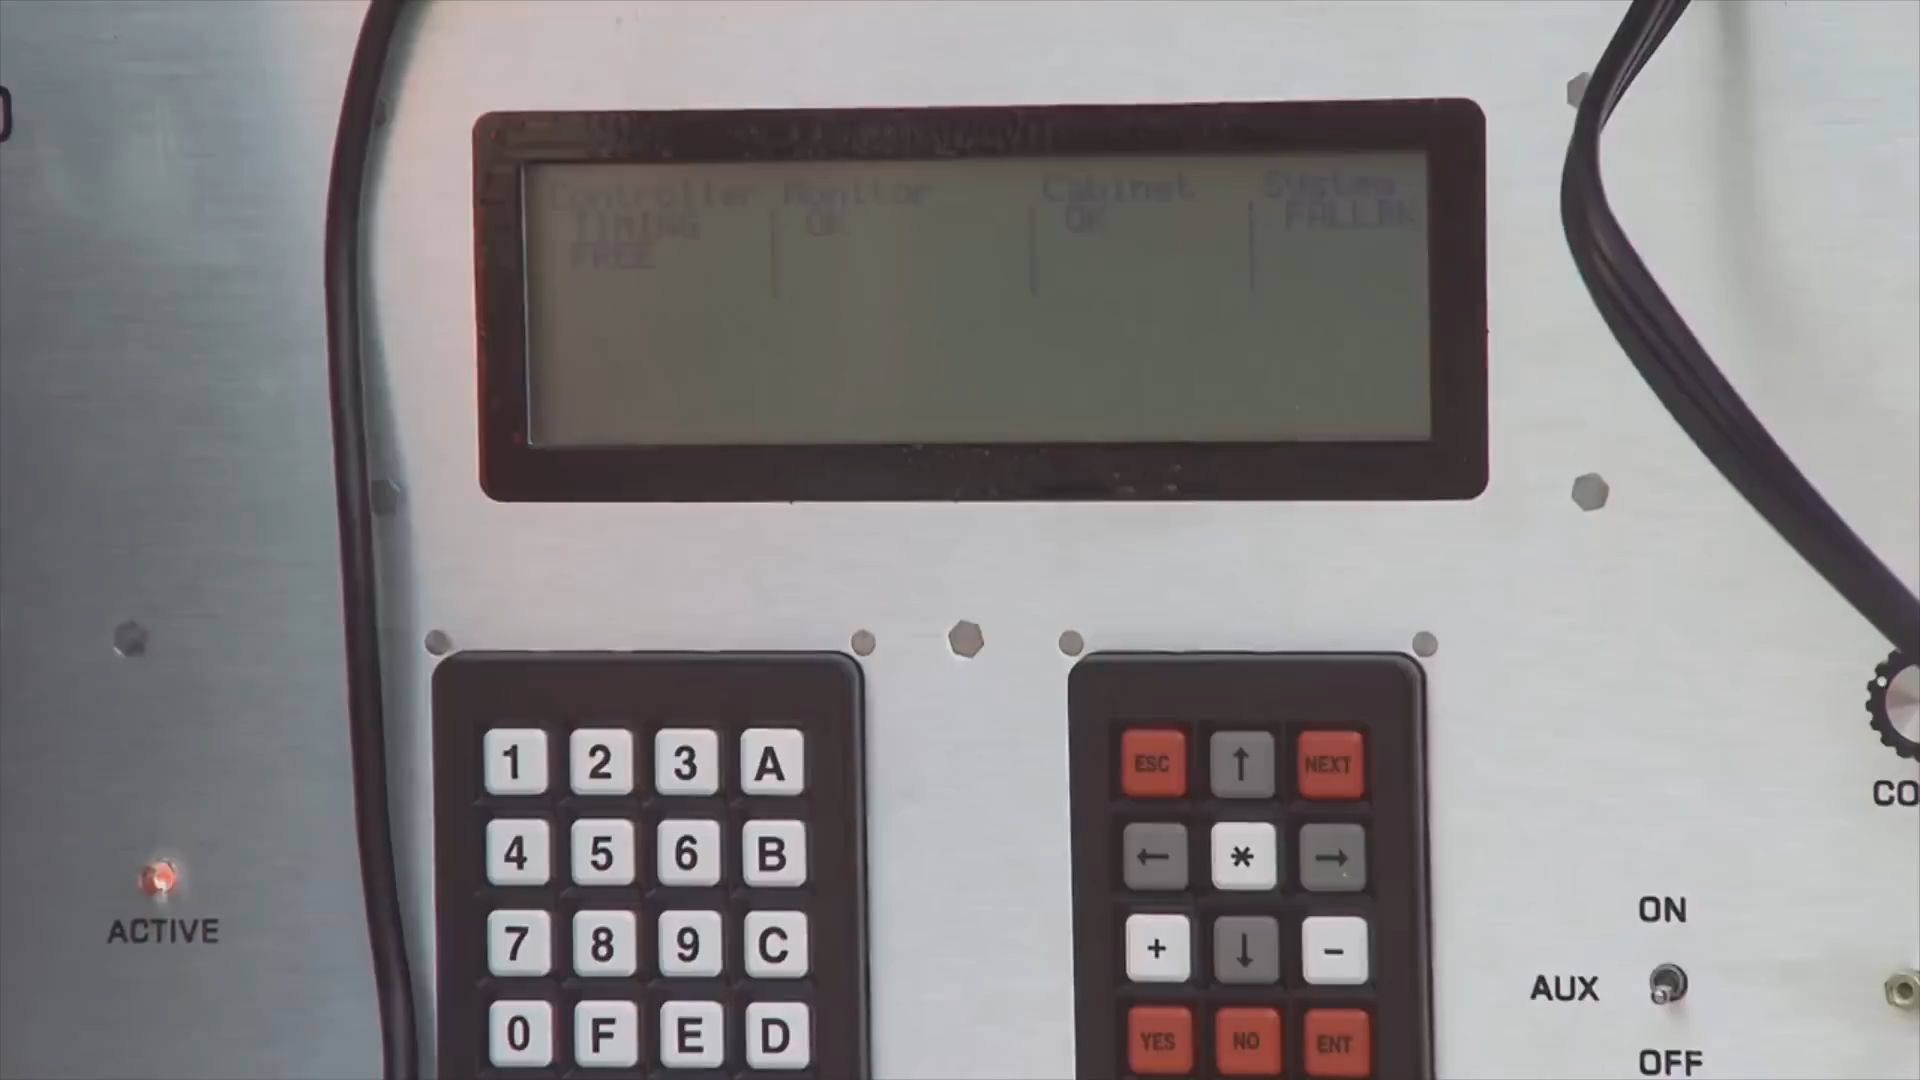 Controller Monitor Cabinet System
TIMING OK OK FALLBK
FREE
1 2 3 A
4 5 6 B
7 8 9 C
0 F E D
ESC ↑ NEXT
← * →
+ ↓ -
YES NO ENT
ACTIVE
ON
AUX
OFF
CO